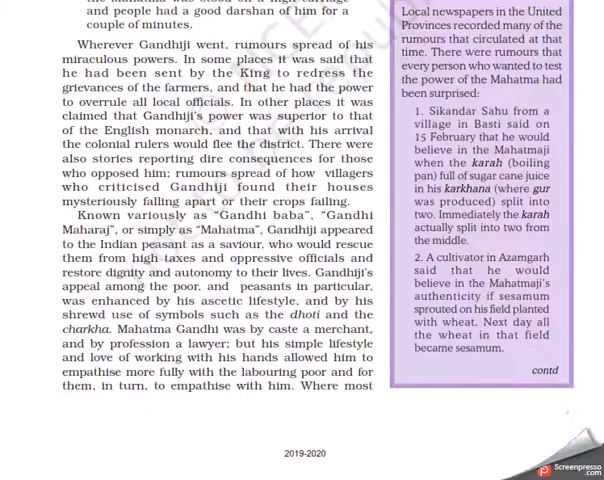 the Mahatma was stood on a high carriage
and people had a good darshan of him for a
couple of minutes.
Wherever Gandhiji went, rumours spread of his
miraculous powers. In some places it was said that
he had been sent by the King to redress the
grievances of the farmers, and that he had the power
to overrule all local officials. In other places it was
claimed that Gandhiji's power was superior to that
of the English monarch, and that with his arrival
the colonial rulers would flee the district. There were
also stories reporting dire consequences for those
who opposed him; rumours spread of how villagers
who criticised Gandhiji found their houses
mysteriously falling apart or their crops failing.
Known variously as "Gandhi baba", "Gandhi
Maharaj", or simply as "Mahatma", Gandhiji appeared
to the Indian peasant as a saviour, who would rescue
them from high taxes and oppressive officials and
restore dignity and autonomy to their lives. Gandhiji's
appeal among the poor, and peasants in particular,
was enhanced by his ascetic lifestyle, and by his
shrewd use of symbols such as the dhoti and the
charkha. Mahatma Gandhi was by caste a merchant,
and by profession a lawyer; but his simple lifestyle
and love of working with his hands allowed him to
empathise more fully with the labouring poor and for
them, in turn, to empathise with him. Where most
Local newspapers in the United
Provinces recorded many of the
rumours that circulated at that
time. There were rumours that
every person who wanted to test
the power of the Mahatma had
been surprised:
1. Sikandar Sahu from a
village in Basti said on
15 February that he would
believe in the Mahatmaji
when the karah (boiling
pan) full of sugar cane juice
in his karkhana (where gur
was produced) split into
two. Immediately the karah
actually split into two from
the middle.
2. A cultivator in Azamgarh
said that he would
believe in the Mahatmaji's
authenticity if sesamum
sprouted on his field planted
with wheat. Next day all
the wheat in that field
became sesamum.
contd
2019-2020
Screenpresso
.com